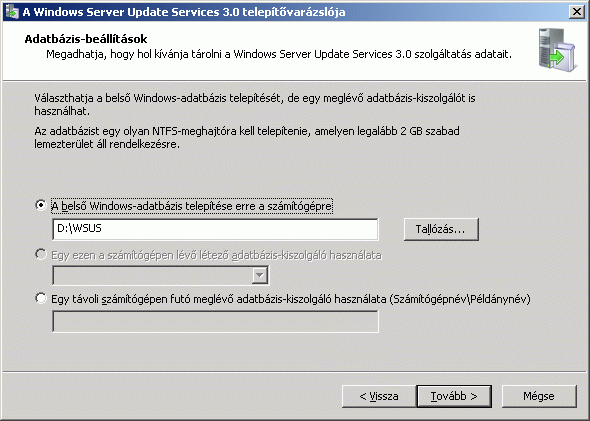 A Windows Server Update Services 3.0 telepítővarázslója
Adatbázis-beállítások
Megadhatja, hogy hol kívánja tárolni a Windows Server Update Services 3.0 szolgáltatás adatait.
Választhatja a belső Windows-adatbázis telepítését, de egy meglévő adatbázis-kiszolgálót is
használhat.
Az adatbázist egy olyan NTFS-meghajtóra kell telepítenie, amelyen legalább 2 GB szabad
lemezterület áll rendelkezésre.
A belső Windows-adatbázis telepítése erre a számítógépre
D:\WSUS
Tallózás...
Egy ezen a számítógépen lévő létező adatbázis-kiszolgáló használata
Egy távoli számítógépen futó meglévő adatbázis-kiszolgáló használata (Számítógépnév\Példánynév)
< Vissza
Tovább >
Mégse